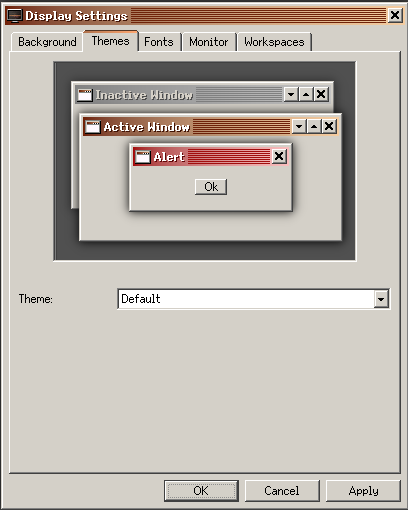 Display Settings
Background Themes Fonts Monitor Workspaces
Inactive Window
Active Window
Alert
Ok
Theme: Default
OK Cancel Apply